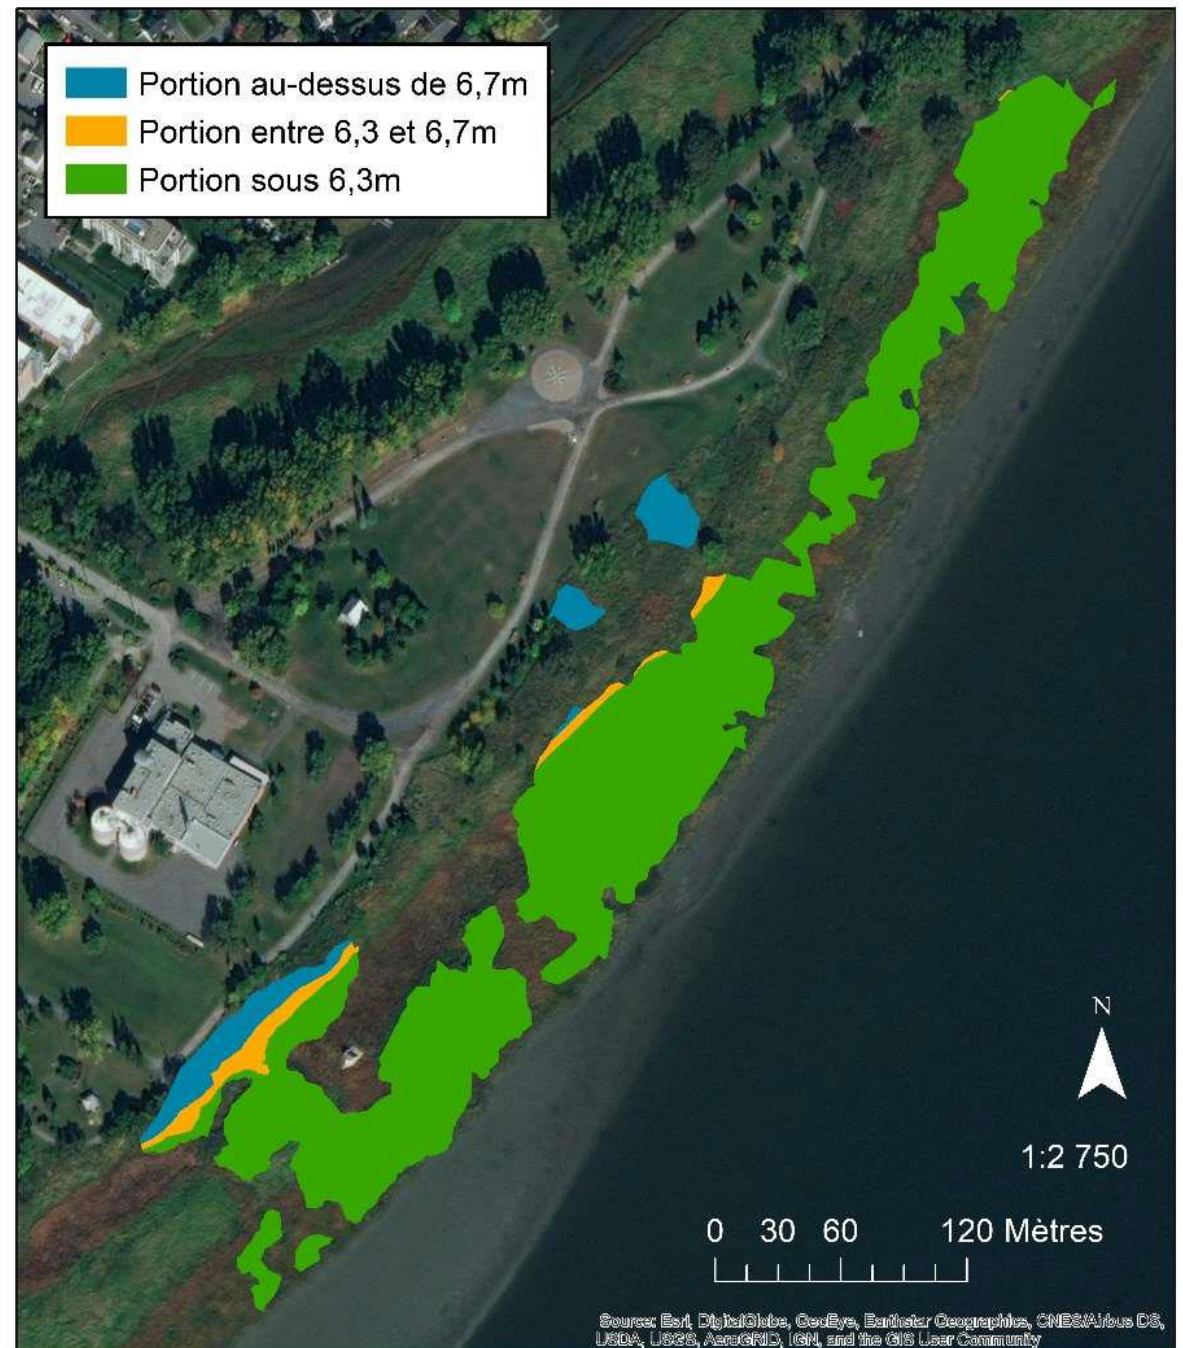 Portion au-dessus de 6,7m
Portion entre 6,3 et 6,7m
Portion sous 6,3m
N
1:2 750
0 30 60 120 Mètres
Source: Esri, DigitalGlobe, GeoEye, Earthstar Geographics, CNES/Airbus DS,
USDA, USGS, AeroGRID, IGN, and the GIS User Community